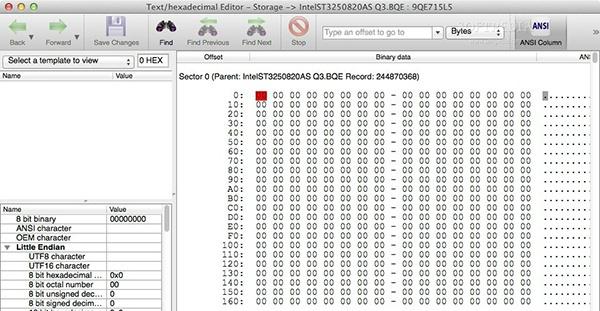 Text/hexadecimal Editor - Storage -> IntelST3250820AS Q3.BQE : 9QE715L5
Back Forward Save Changes Find Find Previous Find Next Stop Type an offset to go to Bytes ANSI ANSI Column
Select a template to view 0 HEX
Name Value
Offset Binary data ANS
Sector 0 (Parent: IntelST3250820AS Q3.BQE Record: 244870368)
0: 00 00 00 00 00 00 00 00 - 00 00 00 00 00 00 00 00 .........
10: 00 00 00 00 00 00 00 00 - 00 00 00 00 00 00 00 00 .........
20: 00 00 00 00 00 00 00 00 - 00 00 00 00 00 00 00 00 .........
30: 00 00 00 00 00 00 00 00 - 00 00 00 00 00 00 00 00 .........
40: 00 00 00 00 00 00 00 00 - 00 00 00 00 00 00 00 00 .........
50: 00 00 00 00 00 00 00 00 - 00 00 00 00 00 00 00 00 .........
60: 00 00 00 00 00 00 00 00 - 00 00 00 00 00 00 00 00 .........
70: 00 00 00 00 00 00 00 00 - 00 00 00 00 00 00 00 00 .........
80: 00 00 00 00 00 00 00 00 - 00 00 00 00 00 00 00 00 .........
90: 00 00 00 00 00 00 00 00 - 00 00 00 00 00 00 00 00 .........
A0: 00 00 00 00 00 00 00 00 - 00 00 00 00 00 00 00 00 .........
B0: 00 00 00 00 00 00 00 00 - 00 00 00 00 00 00 00 00 .........
C0: 00 00 00 00 00 00 00 00 - 00 00 00 00 00 00 00 00 .........
D0: 00 00 00 00 00 00 00 00 - 00 00 00 00 00 00 00 00 .........
E0: 00 00 00 00 00 00 00 00 - 00 00 00 00 00 00 00 00 .........
F0: 00 00 00 00 00 00 00 00 - 00 00 00 00 00 00 00 00 .........
100: 00 00 00 00 00 00 00 00 - 00 00 00 00 00 00 00 00 .........
110: 00 00 00 00 00 00 00 00 - 00 00 00 00 00 00 00 00 .........
120: 00 00 00 00 00 00 00 00 - 00 00 00 00 00 00 00 00 .........
130: 00 00 00 00 00 00 00 00 - 00 00 00 00 00 00 00 00 .........
140: 00 00 00 00 00 00 00 00 - 00 00 00 00 00 00 00 00 .........
150: 00 00 00 00 00 00 00 00 - 00 00 00 00 00 00 00 00 .........
160: 00 00 00 00 00 00 00 00 - 00 00 00 00 00 00 00 00 .........
Name Value
8 bit binary 00000000
ANSI character
OEM character
Little Endian
UTF8 character
UTF16 character
8 bit hexadecimal ... 0x0
8 bit octal number 00
8 bit unsigned dec... 0
8 bit signed decim... 0